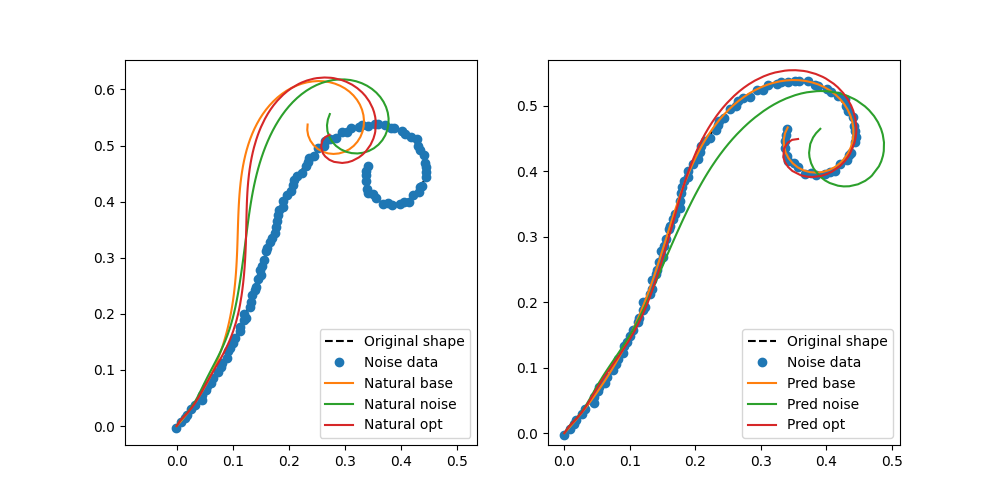 0.6
0.5
0.4
0.3
0.2
0.1
0.0
0.0 0.1 0.2 0.3 0.4 0.5
Original shape
Noise data
Natural base
Natural noise
Natural opt
0.5
0.4
0.3
0.2
0.1
0.0
0.0 0.1 0.2 0.3 0.4 0.5
Original shape
Noise data
Pred base
Pred noise
Pred opt